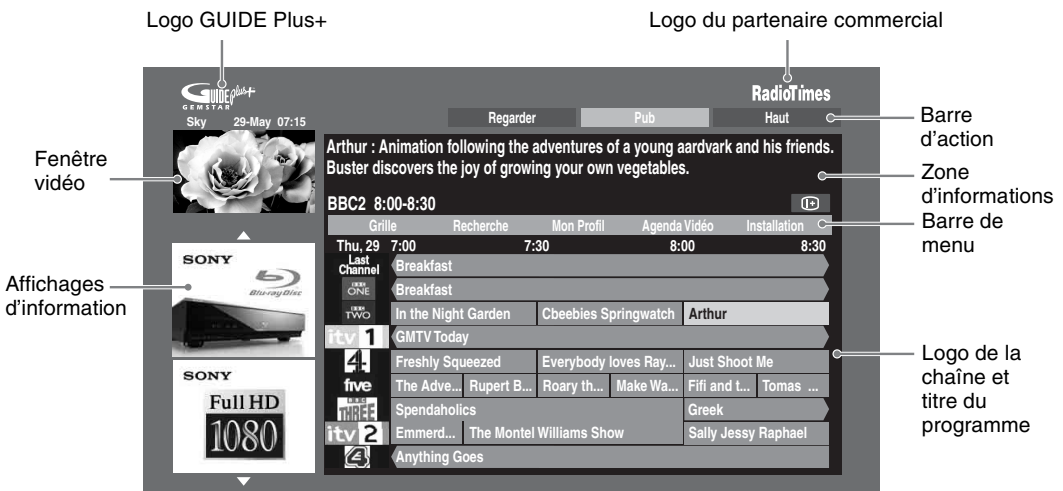 Logo GUIDE Plus+
Logo du partenaire commercial
GUIDE Plus+
GEMSTAR
RadioTimes
Sky 29-May 07:15
Regarder Pub Haut
Barre
d'action
Fenêtre
vidéo
Arthur : Animation following the adventures of a young aardvark and his friends.
Buster discovers the joy of growing your own vegetables.
Zone
d'informations
BBC2 8:00-8:30
Grille Recherche Mon Profil Agenda Vidéo Installation
Barre de
menu
Thu, 29 7:00 7:30 8:00 8:30
Last
Channel
Breakfast
BBC
ONE
Breakfast
BBC
TWO
In the Night Garden Cbeebies Springwatch Arthur
itv 1 GMTV Today
4 Freshly Squeezed Everybody loves Ray... Just Shoot Me
five The Adve... Rupert B... Roary th... Make Wa... Fifi and t... Tomas ...
THREE Spendaholics Greek
itv 2 Emmerd... The Montel Williams Show Sally Jessy Raphael
4 Anything Goes
Affichages
d'information
SONY
Blu-ray Disc
SONY
Full HD
1080
Logo de la
chaîne et
titre du
programme